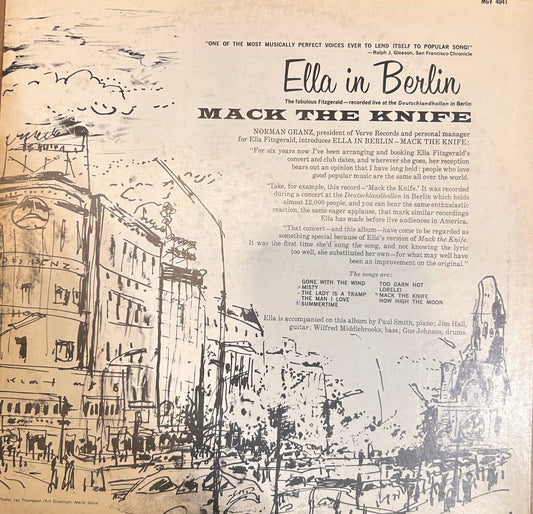 MGV 4041
"ONE OF THE MOST MUSICALLY PERFECT VOICES EVER TO LEND ITSELF TO POPULAR SONG!"
—Ralph J. Gleason, San Francisco Chronicle
Ella in Berlin
The fabulous Fitzgerald—recorded live at the Deutschlandhallen in Berlin
MACK THE KNIFE
NORMAN GRANZ, president of Verve Records and personal manager
for Ella Fitzgerald, introduces ELLA IN BERLIN—MACK THE KNIFE:
"For six years now I've been arranging and booking Ella Fitzgerald's
concert and club dates, and wherever she goes, her reception
bears out an opinion that I have long held: people who love
good popular music are the same all over the world.
"Take, for example, this record—'Mack the Knife.' It was recorded
during a concert at the Deutschlandhallen in Berlin which holds
almost 12,000 people, and you can hear the same enthusiastic
reaction, the same eager applause, that mark similar recordings
Ella has made before live audiences in America.
"That concert—and this album—have come to be regarded as
something special because of Ella's version of Mack the Knife.
It was the first time she'd sung the song, and not knowing the lyric
too well, she substituted her own—for what may well have
been an improvement on the original."
The songs are:
GONE WITH THE WIND
MISTY
THE LADY IS A TRAMP
THE MAN I LOVE
SUMMERTIME
TOO DARN HOT
LORELEI
MACK THE KNIFE
HOW HIGH THE MOON
Ella is accompanied on this album by Paul Smith, piano; Jim Hall,
guitar; Wilfred Middlebrooks, bass; Gus Johnson, drums.
Photo: Jay Thompson/Art Direction: Merle Shore